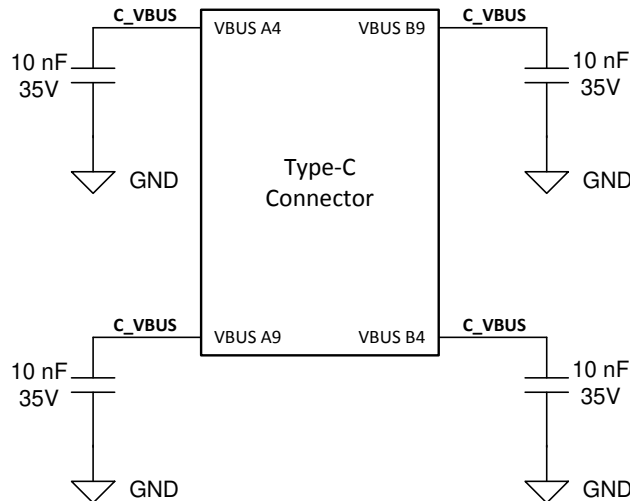 C_VBUS
VBUS A4
VBUS B9
C_VBUS
10 nF
35V
10 nF
35V
GND
Type-C
Connector
GND
C_VBUS
VBUS A9
VBUS B4
C_VBUS
10 nF
35V
10 nF
35V
GND
GND